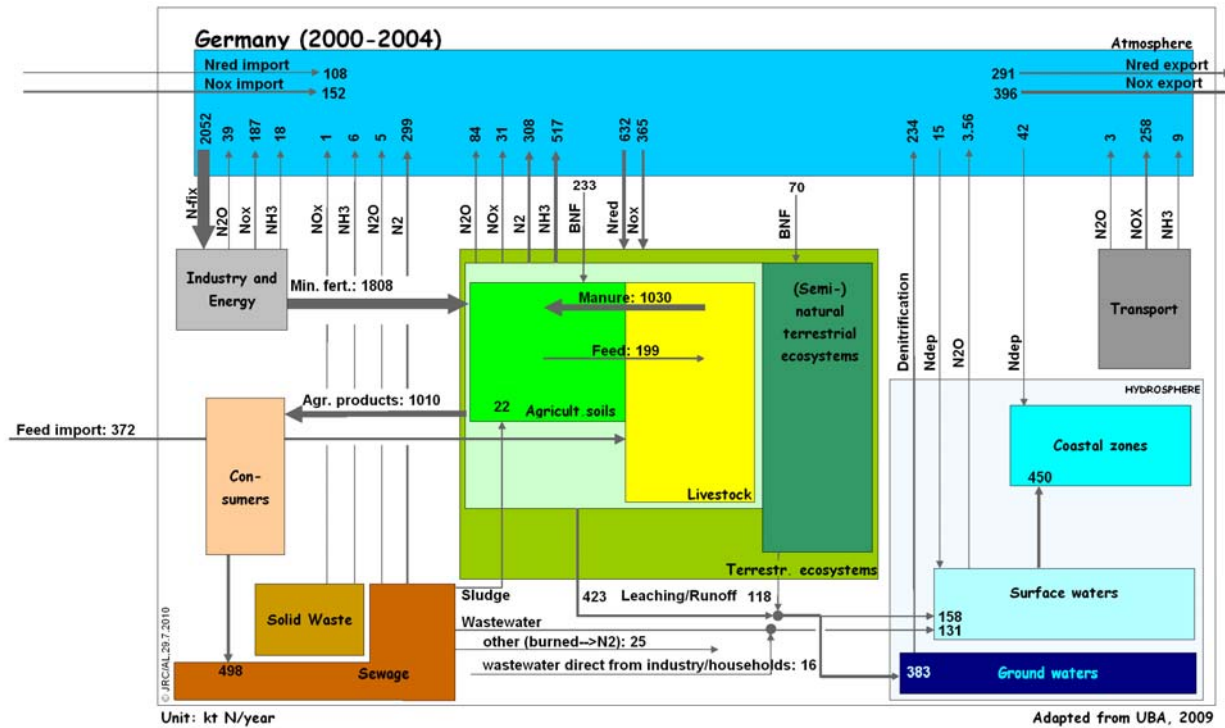 Germany (2000-2004)
Atmosphere
Nred import
108
Nox import
152
291
Nred export
396
Nox export
2052
39
187
18
1
6
5
299
84
31
308
517
632
365
234
15
3.56
42
3
258
9
N-fix
N2O
Nox
NH3
NOx
NH3
N2O
N2
N2O
NOx
N2
NH3
233
BNF
Nred
Nox
70
BNF
Denitrification
Ndep
N2O
Ndep
N2O
NOX
NH3
Industry and
Energy
Min. fert.: 1808
Manure: 1030
Feed: 199
22
Agricult.soils
Livestock
(Semi-)
natural
terrestrial
ecosystems
Terrestr. ecosystems
Transport
HYDROSPHERE
Coastal zones
450
Agr. products: 1010
Feed import: 372
Con-
sumers
Solid Waste
498
Sewage
Sludge
423
Leaching/Runoff
118
Wastewater
other (burned-->N2): 25
wastewater direct from industry/households: 16
Surface waters
158
131
383
Ground waters
© JRC/AL,29.7.2010
Unit: kt N/year
Adapted from UBA, 2009